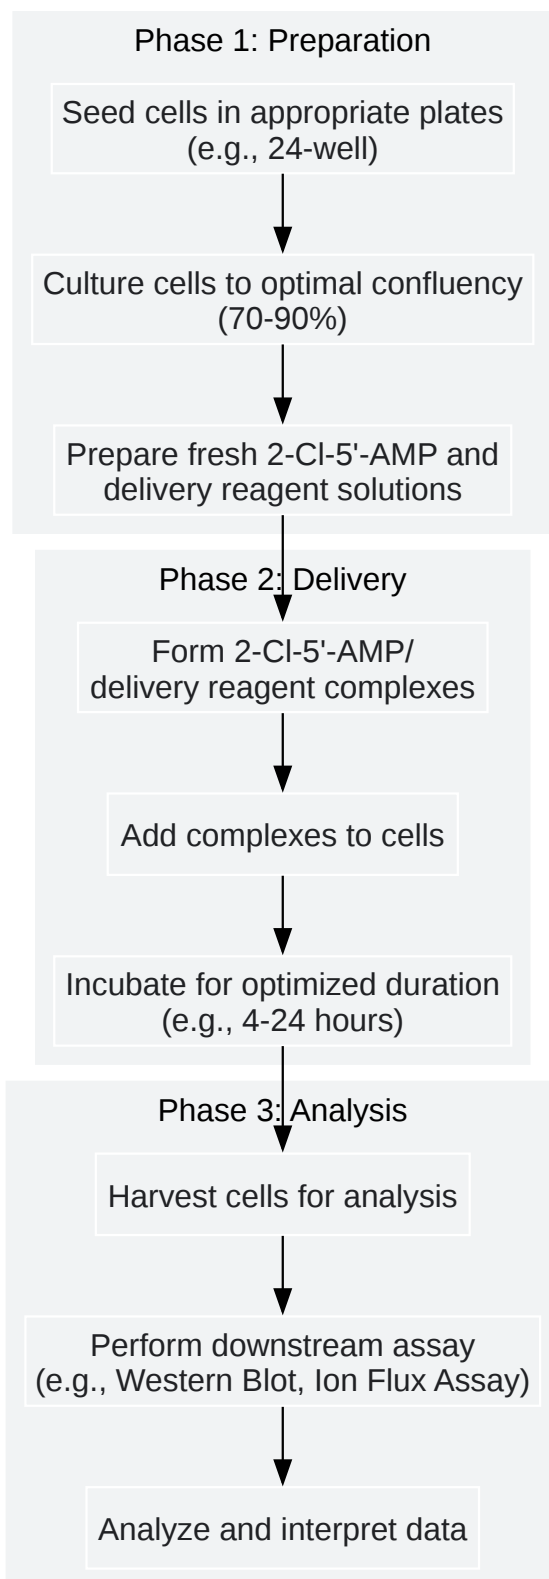 Phase 1: Preparation
Seed cells in appropriate plates
(e.g., 24-well)
Culture cells to optimal confluency
(70-90%)
Prepare fresh 2-Cl-5'-AMP and
delivery reagent solutions
Phase 2: Delivery
Form 2-Cl-5'-AMP/
delivery reagent complexes
Add complexes to cells
Incubate for optimized duration
(e.g., 4-24 hours)
Phase 3: Analysis
Harvest cells for analysis
Perform downstream assay
(e.g., Western Blot, Ion Flux Assay)
Analyze and interpret data